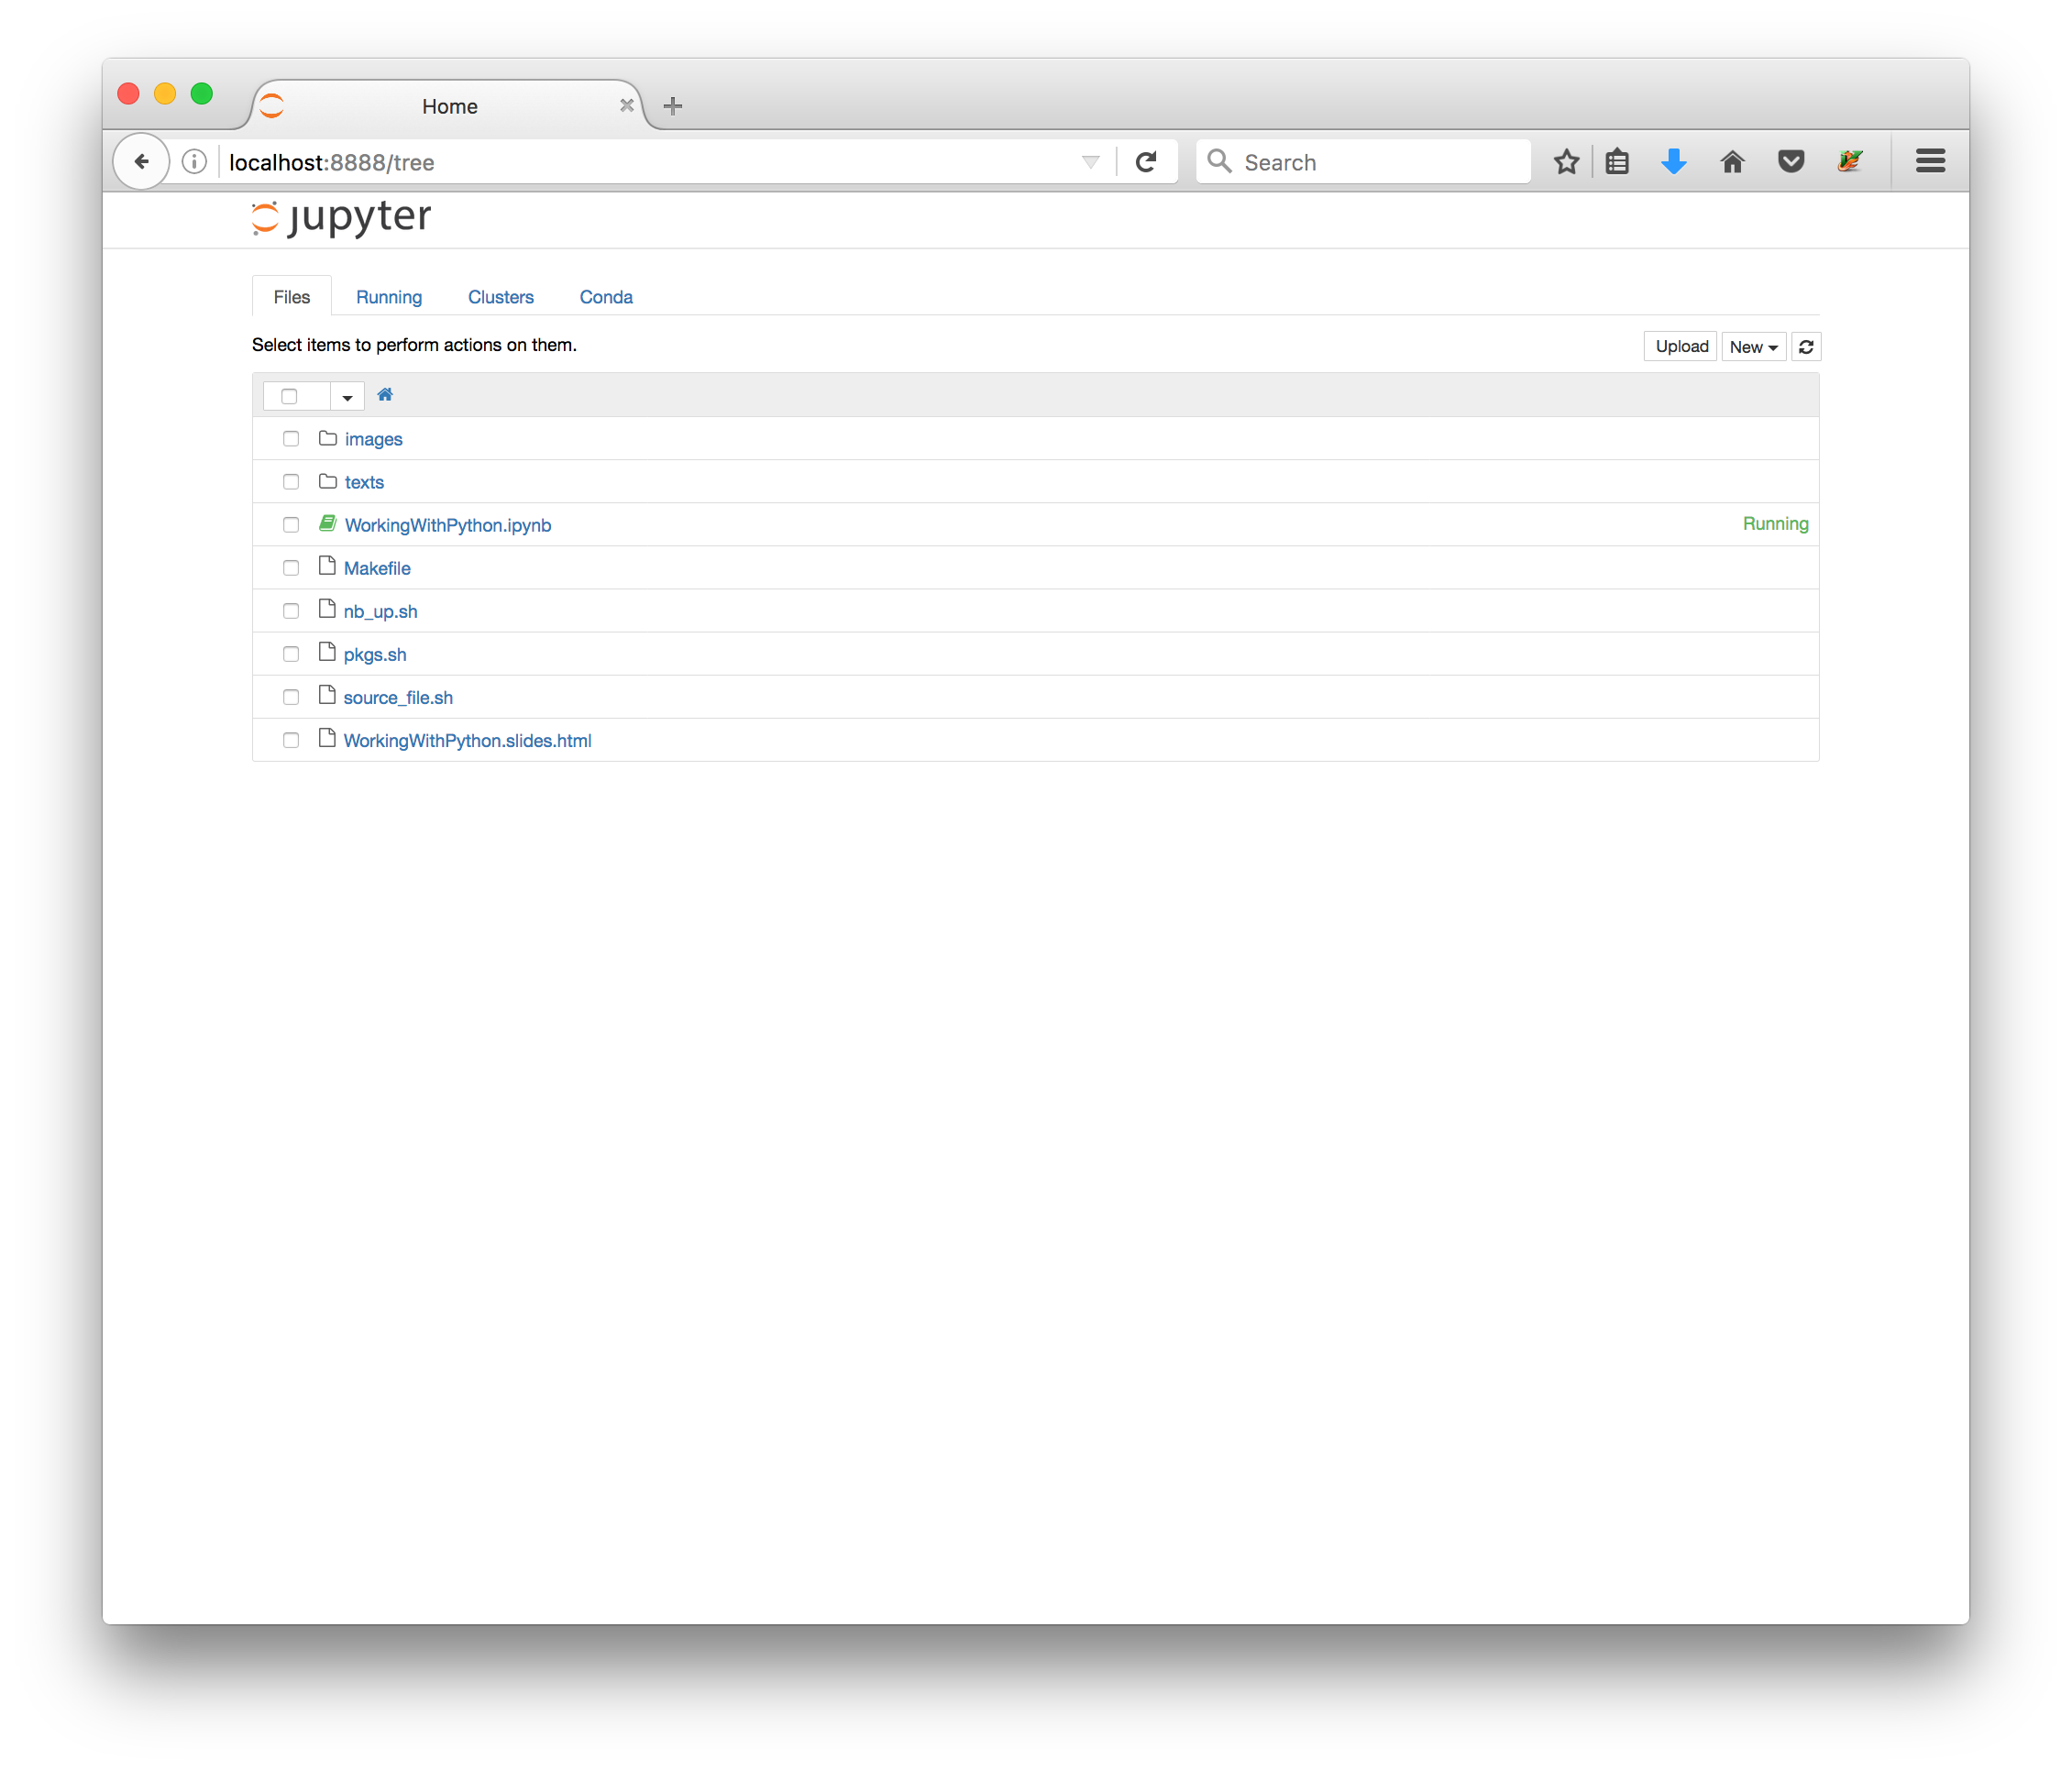 Home
localhost:8888/tree
Search
jupyter
Files Running Clusters Conda
Select items to perform actions on them.
Upload New
images
texts
WorkingWithPython.ipynb Running
Makefile
nb_up.sh
pkgs.sh
source_file.sh
WorkingWithPython.slides.html